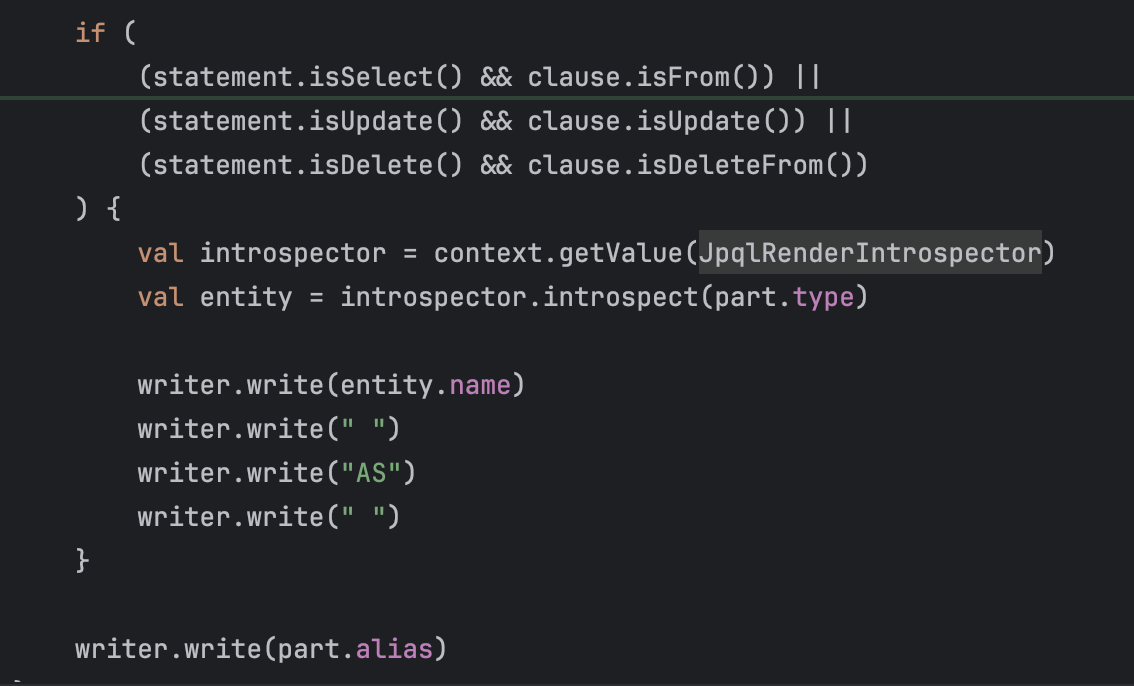 if (
    (statement.isSelect() && clause.isFrom()) ||
    (statement.isUpdate() && clause.isUpdate()) ||
    (statement.isDelete() && clause.isDeleteFrom())
) {
    val introspector = context.getValue(JpqlRenderIntrospector)
    val entity = introspector.introspect(part.type)

    writer.write(entity.name)
    writer.write(" ")
    writer.write("AS")
    writer.write(" ")
}

writer.write(part.alias)